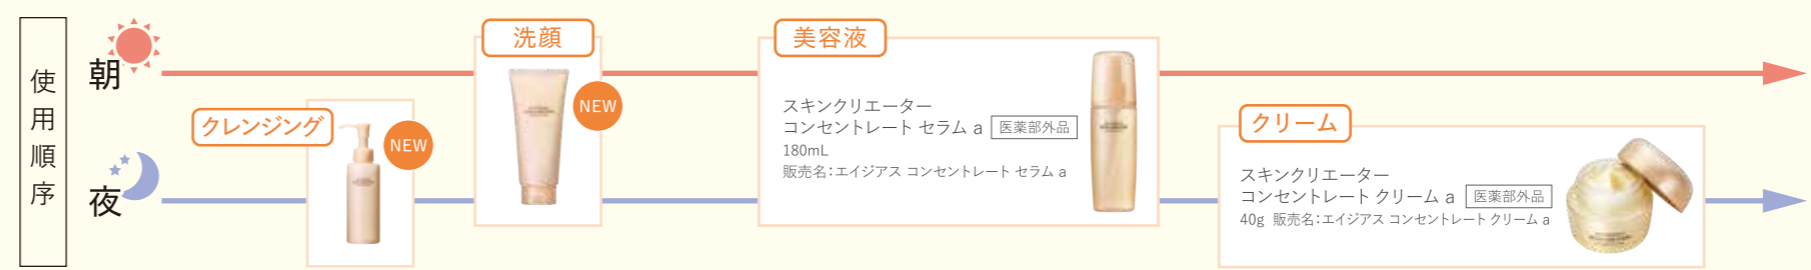 使用順序
朝
夜
クレンジング
NEW
洗顔
NEW
美容液
スキンクリエーター
コンセントレート セラム a 医薬部外品
180mL
販売名：エイジアス コンセントレート セラム a
クリーム
スキンクリエーター
コンセントレート クリーム a 医薬部外品
40g 販売名：エイジアス コンセントレート クリーム a